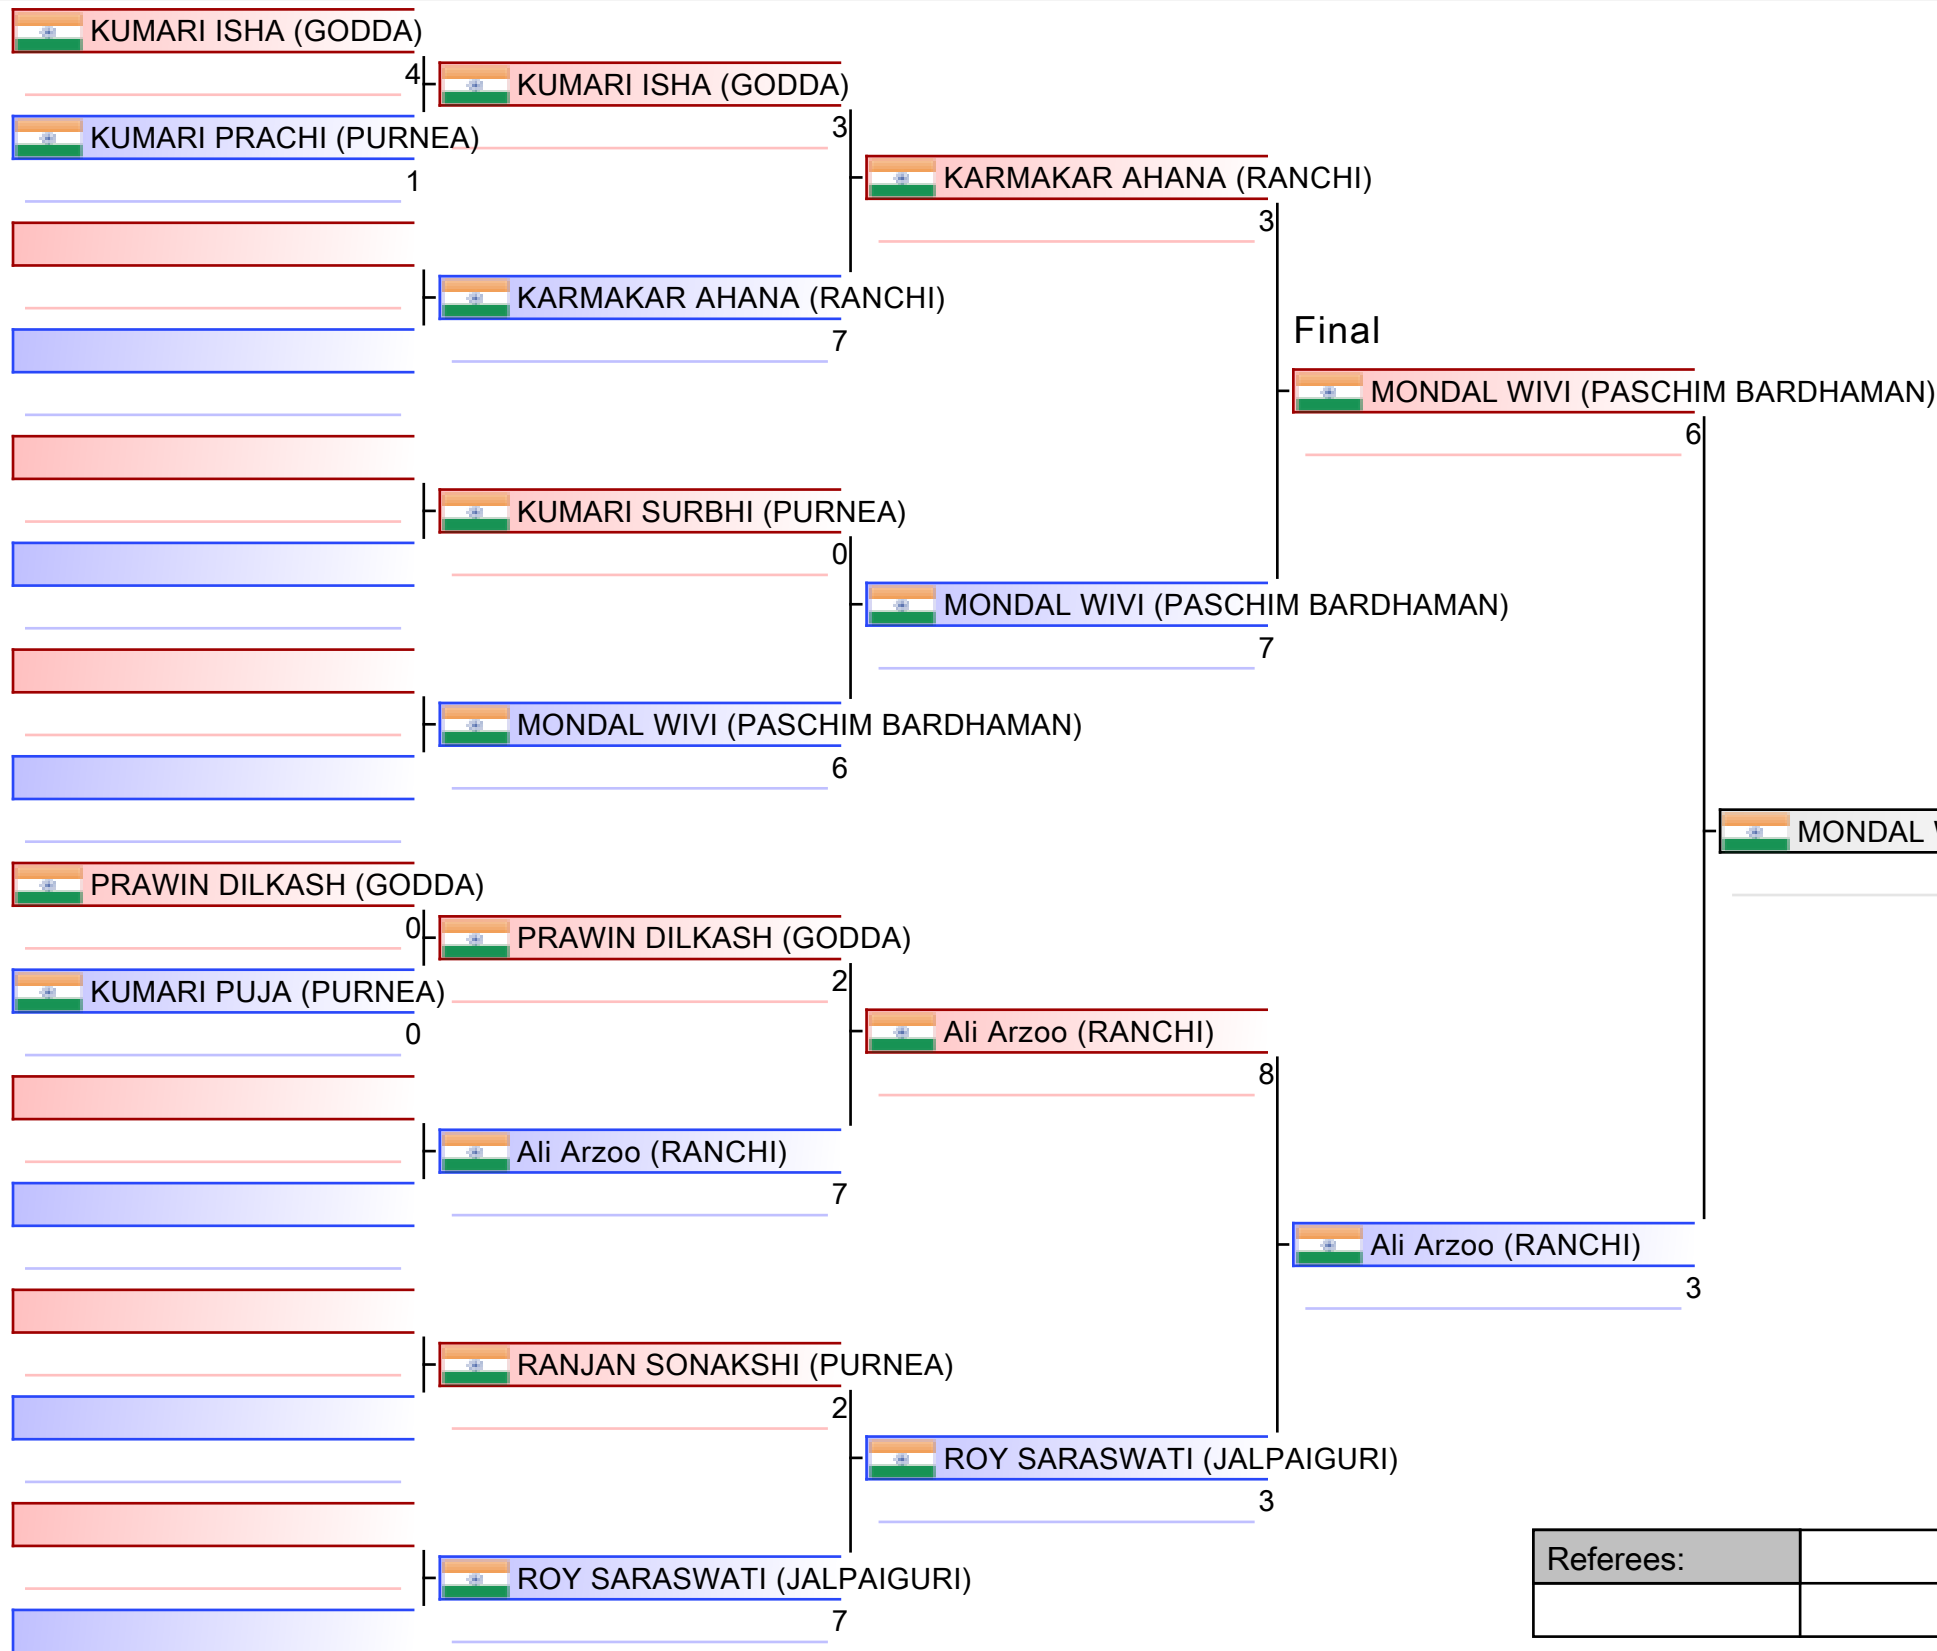 KUMARI ISHA (GODDA)
4
KUMARI PRACHI (PURNEA)
1
PRAWIN DILKASH (GODDA)
0
KUMARI PUJA (PURNEA)
0
KUMARI ISHA (GODDA)
3
KARMAKAR AHANA (RANCHI)
7
KUMARI SURBHI (PURNEA)
0
MONDAL WIVI (PASCHIM BARDHAMAN)
6
PRAWIN DILKASH (GODDA)
2
Ali Arzoo (RANCHI)
7
RANJAN SONAKSHI (PURNEA)
2
ROY SARASWATI (JALPAIGURI)
7
KARMAKAR AHANA (RANCHI)
3
MONDAL WIVI (PASCHIM BARDHAMAN)
7
Ali Arzoo (RANCHI)
8
ROY SARASWATI (JALPAIGURI)
3
Final
MONDAL WIVI (PASCHIM BARDHAMAN)
6
Ali Arzoo (RANCHI)
3
MONDAL
Referees: